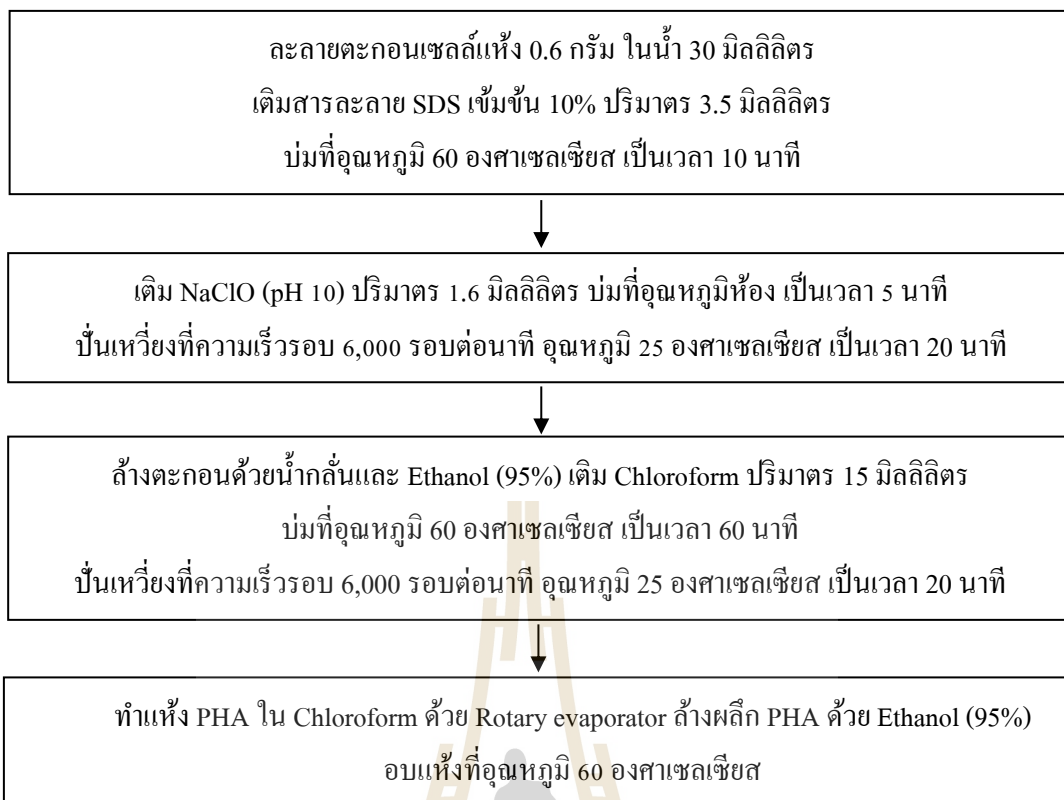 ละลายตะกอนเซลล์แห้ง 0.6 กรัม ในน้ำ 30 มิลลิลิตร
เติมสารละลาย SDS เข้มข้น 10% ปริมาตร 3.5 มิลลิลิตร
บ่มที่อุณหภูมิ 60 องศาเซลเซียส เป็นเวลา 10 นาที
เติม NaClO (pH 10) ปริมาตร 1.6 มิลลิลิตร บ่มที่อุณหภูมิห้อง เป็นเวลา 5 นาที
ปั่นเหวี่ยงที่ความเร็วรอบ 6,000 รอบต่อนาที อุณหภูมิ 25 องศาเซลเซียส เป็นเวลา 20 นาที
ล้างตะกอนด้วยน้ำกลั่นและ Ethanol (95%) เติม Chloroform ปริมาตร 15 มิลลิลิตร
บ่มที่อุณหภูมิ 60 องศาเซลเซียส เป็นเวลา 60 นาที
ปั่นเหวี่ยงที่ความเร็วรอบ 6,000 รอบต่อนาที อุณหภูมิ 25 องศาเซลเซียส เป็นเวลา 20 นาที
ทำแห้ง PHA ใน Chloroform ด้วย Rotary evaporator ล้างผลึก PHA ด้วย Ethanol (95%)
อบแห้งที่อุณหภูมิ 60 องศาเซลเซียส